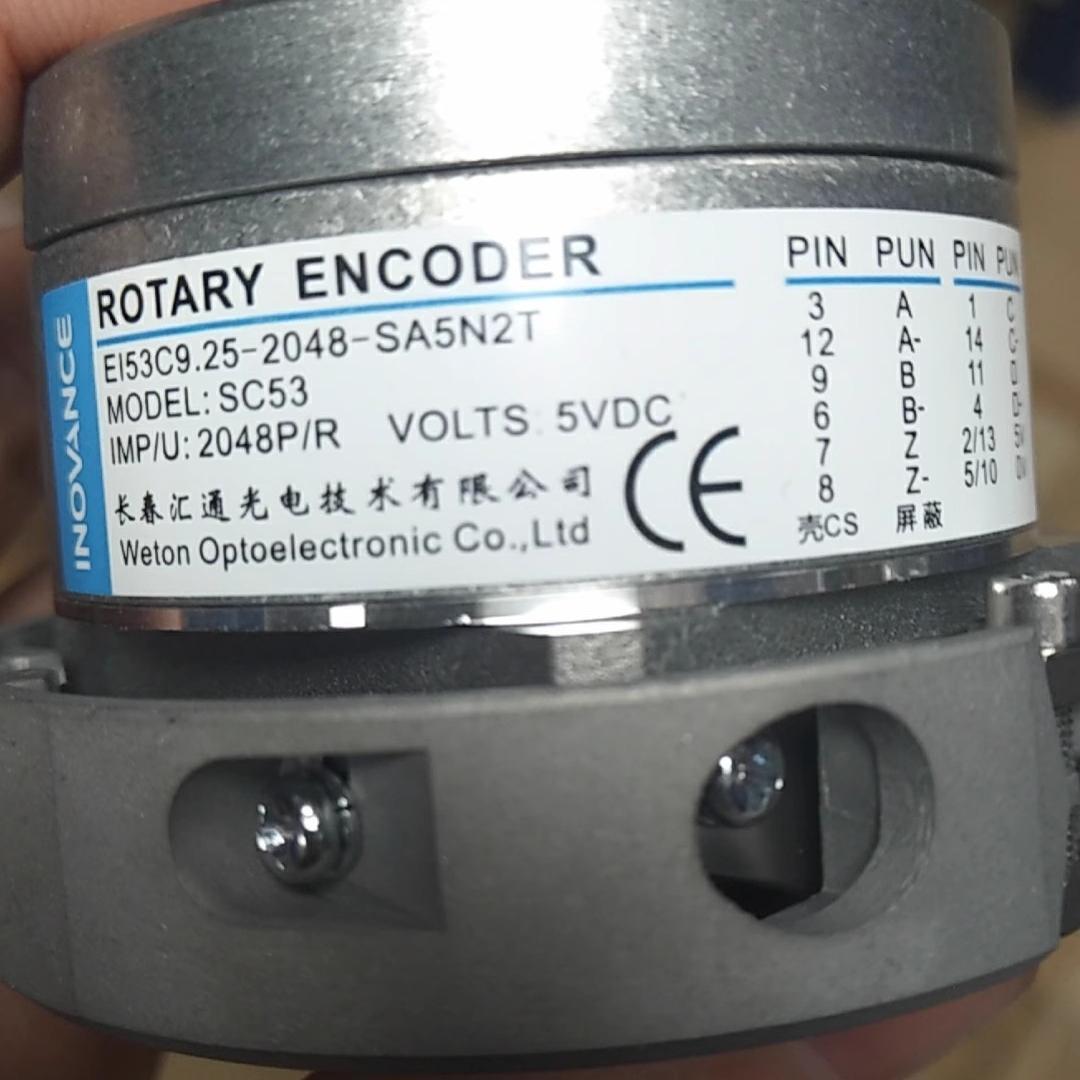 INOVANCE
ROTARY ENCODER
EI53C9.25-2048-SA5N2T
MODEL: SC53
IMP/U: 2048P/R VOLTS: 5VDC
长春汇通光电技术有限公司
Weton Optoelectronic Co.,Ltd
CE
PIN PUN PIN PUN
3 A 1 C
12 A- 14 C-
9 B 11
6 B- 4
7 Z 2/13
8 Z- 5/10
壳CS 屏蔽